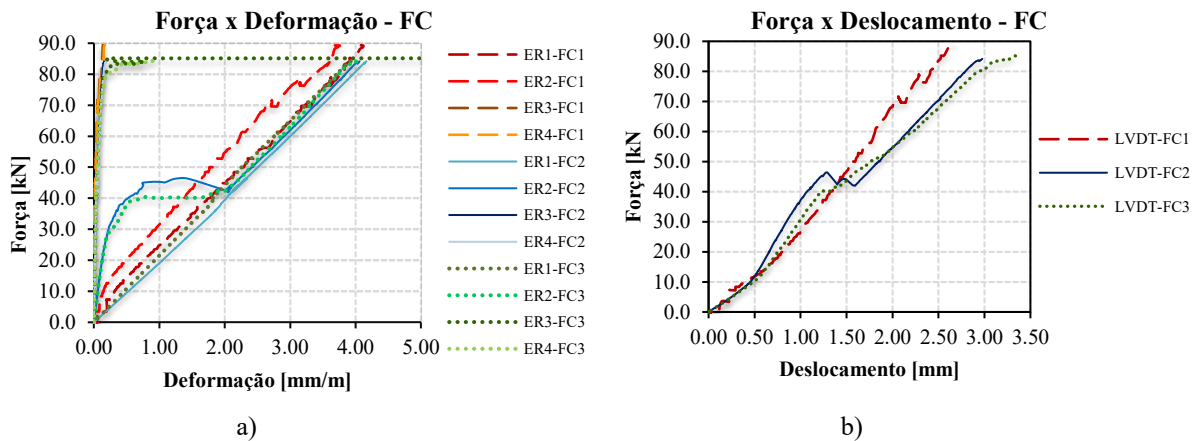 Força x Deformação - FC
Força [kN]
90.0
80.0
70.0
60.0
50.0
40.0
30.0
20.0
10.0
0.0
0.00 1.00 2.00 3.00 4.00 5.00
Deformação [mm/m]
ER1-FC1
ER2-FC1
ER3-FC1
ER4-FC1
ER1-FC2
ER2-FC2
ER3-FC2
ER4-FC2
ER1-FC3
ER2-FC3
ER3-FC3
ER4-FC3
a)
Força x Deslocamento - FC
Força [kN]
90.0
80.0
70.0
60.0
50.0
40.0
30.0
20.0
10.0
0.0
0.00 0.50 1.00 1.50 2.00 2.50 3.00 3.50
Deslocamento [mm]
LVDT-FC1
LVDT-FC2
LVDT-FC3
b)